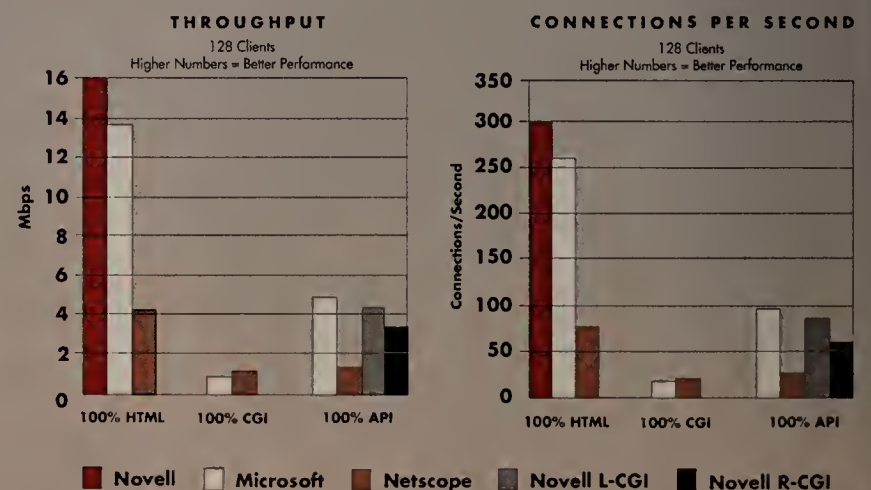 THROUGHPUT
128 Clients
Higher Numbers = Better Performance
16
14
12
10
8
6
4
2
0
Mbps
100% HTML 100% CGI 100% API
CONNECTIONS PER SECOND
128 Clients
Higher Numbers = Better Performance
350
300
250
200
150
100
50
0
Connections/Second
100% HTML 100% CGI 100% API
Novell Microsoft Netscope Novell L-CGI Novell R-CGI